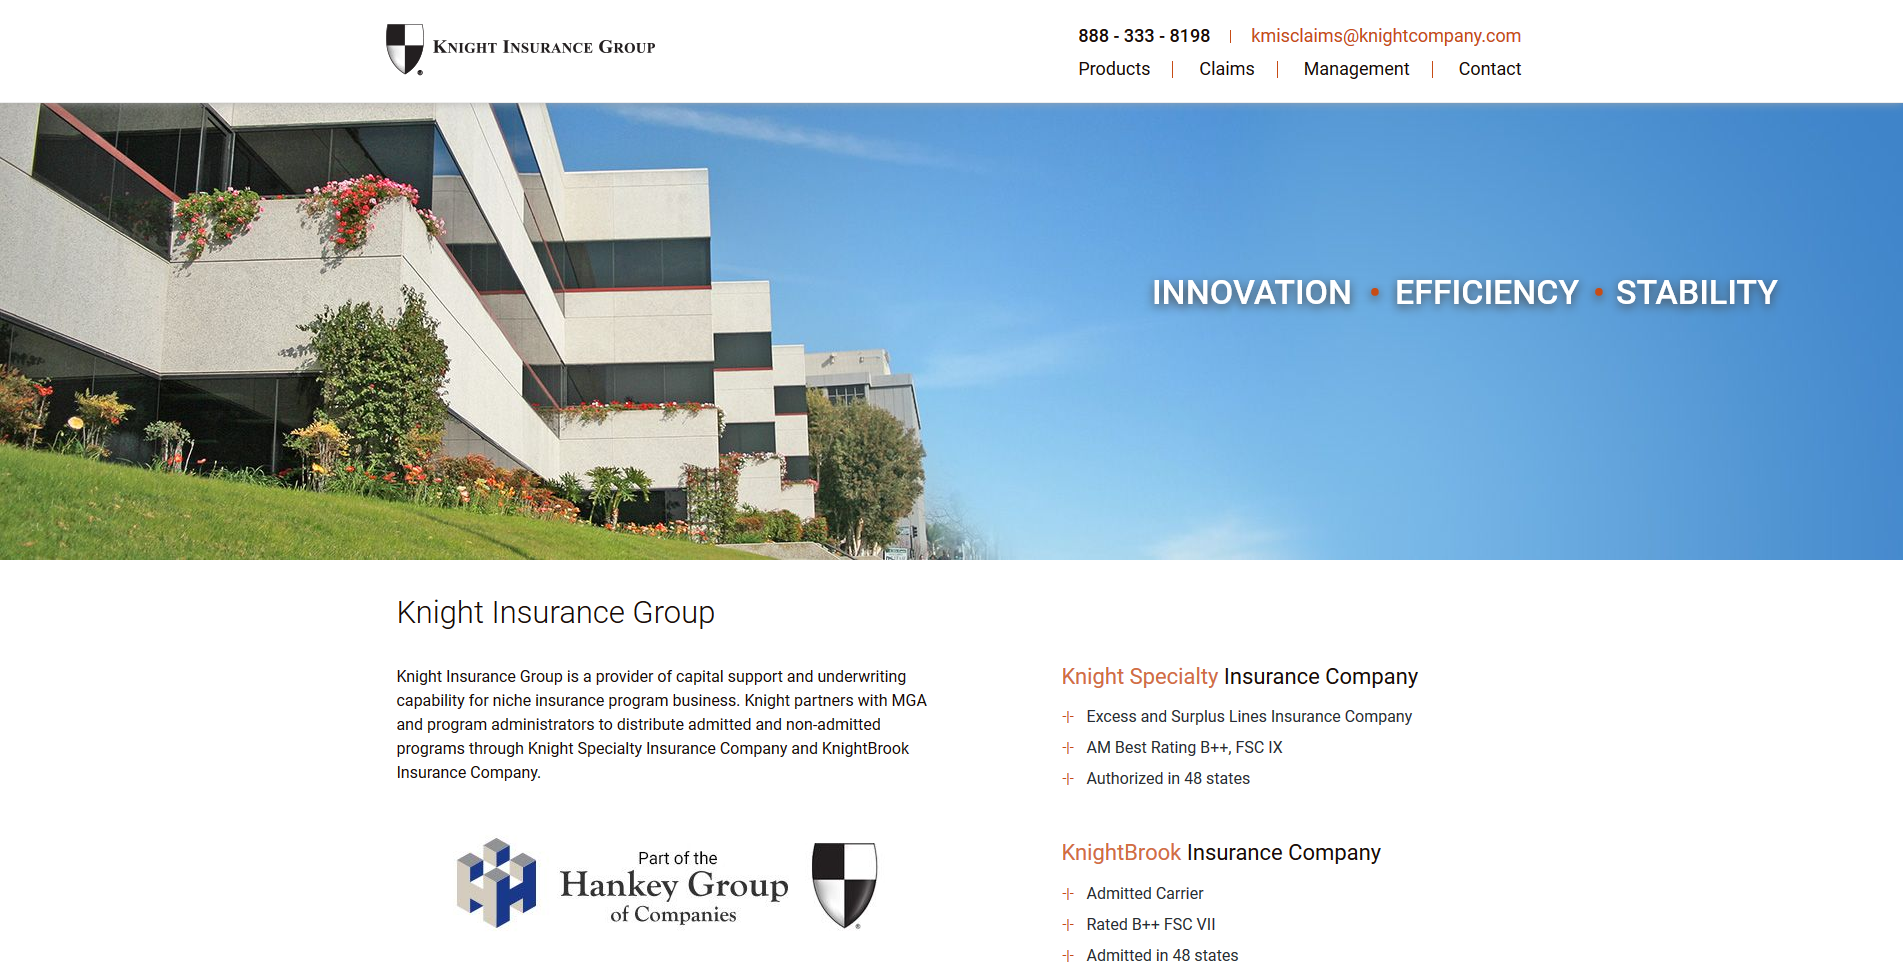 KNIGHT INSURANCE GROUP
888 - 333 - 8198 | kmisclaims@knightcompany.com
Products | Claims | Management | Contact
INNOVATION • EFFICIENCY • STABILITY
Knight Insurance Group
Knight Insurance Group is a provider of capital support and underwriting
capability for niche insurance program business. Knight partners with MGA
and program administrators to distribute admitted and non-admitted
programs through Knight Specialty Insurance Company and KnightBrook
Insurance Company.
Part of the
Hankey Group
of Companies
®
Knight Specialty Insurance Company
Excess and Surplus Lines Insurance Company
AM Best Rating B++, FSC IX
Authorized in 48 states
KnightBrook Insurance Company
Admitted Carrier
Rated B++ FSC VII
Admitted in 48 states